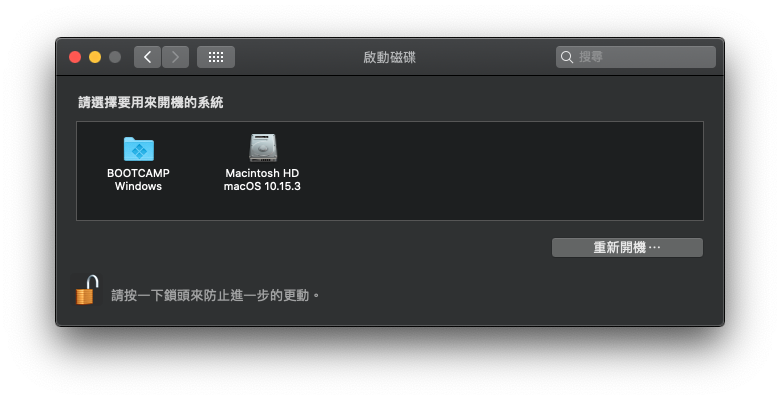 啟動磁碟
搜尋
請選擇要用來開機的系統
BOOTCAMP
Windows
Macintosh HD
macOS 10.15.3
重新開機⋯
請按一下鎖頭來防止進一步的更動。